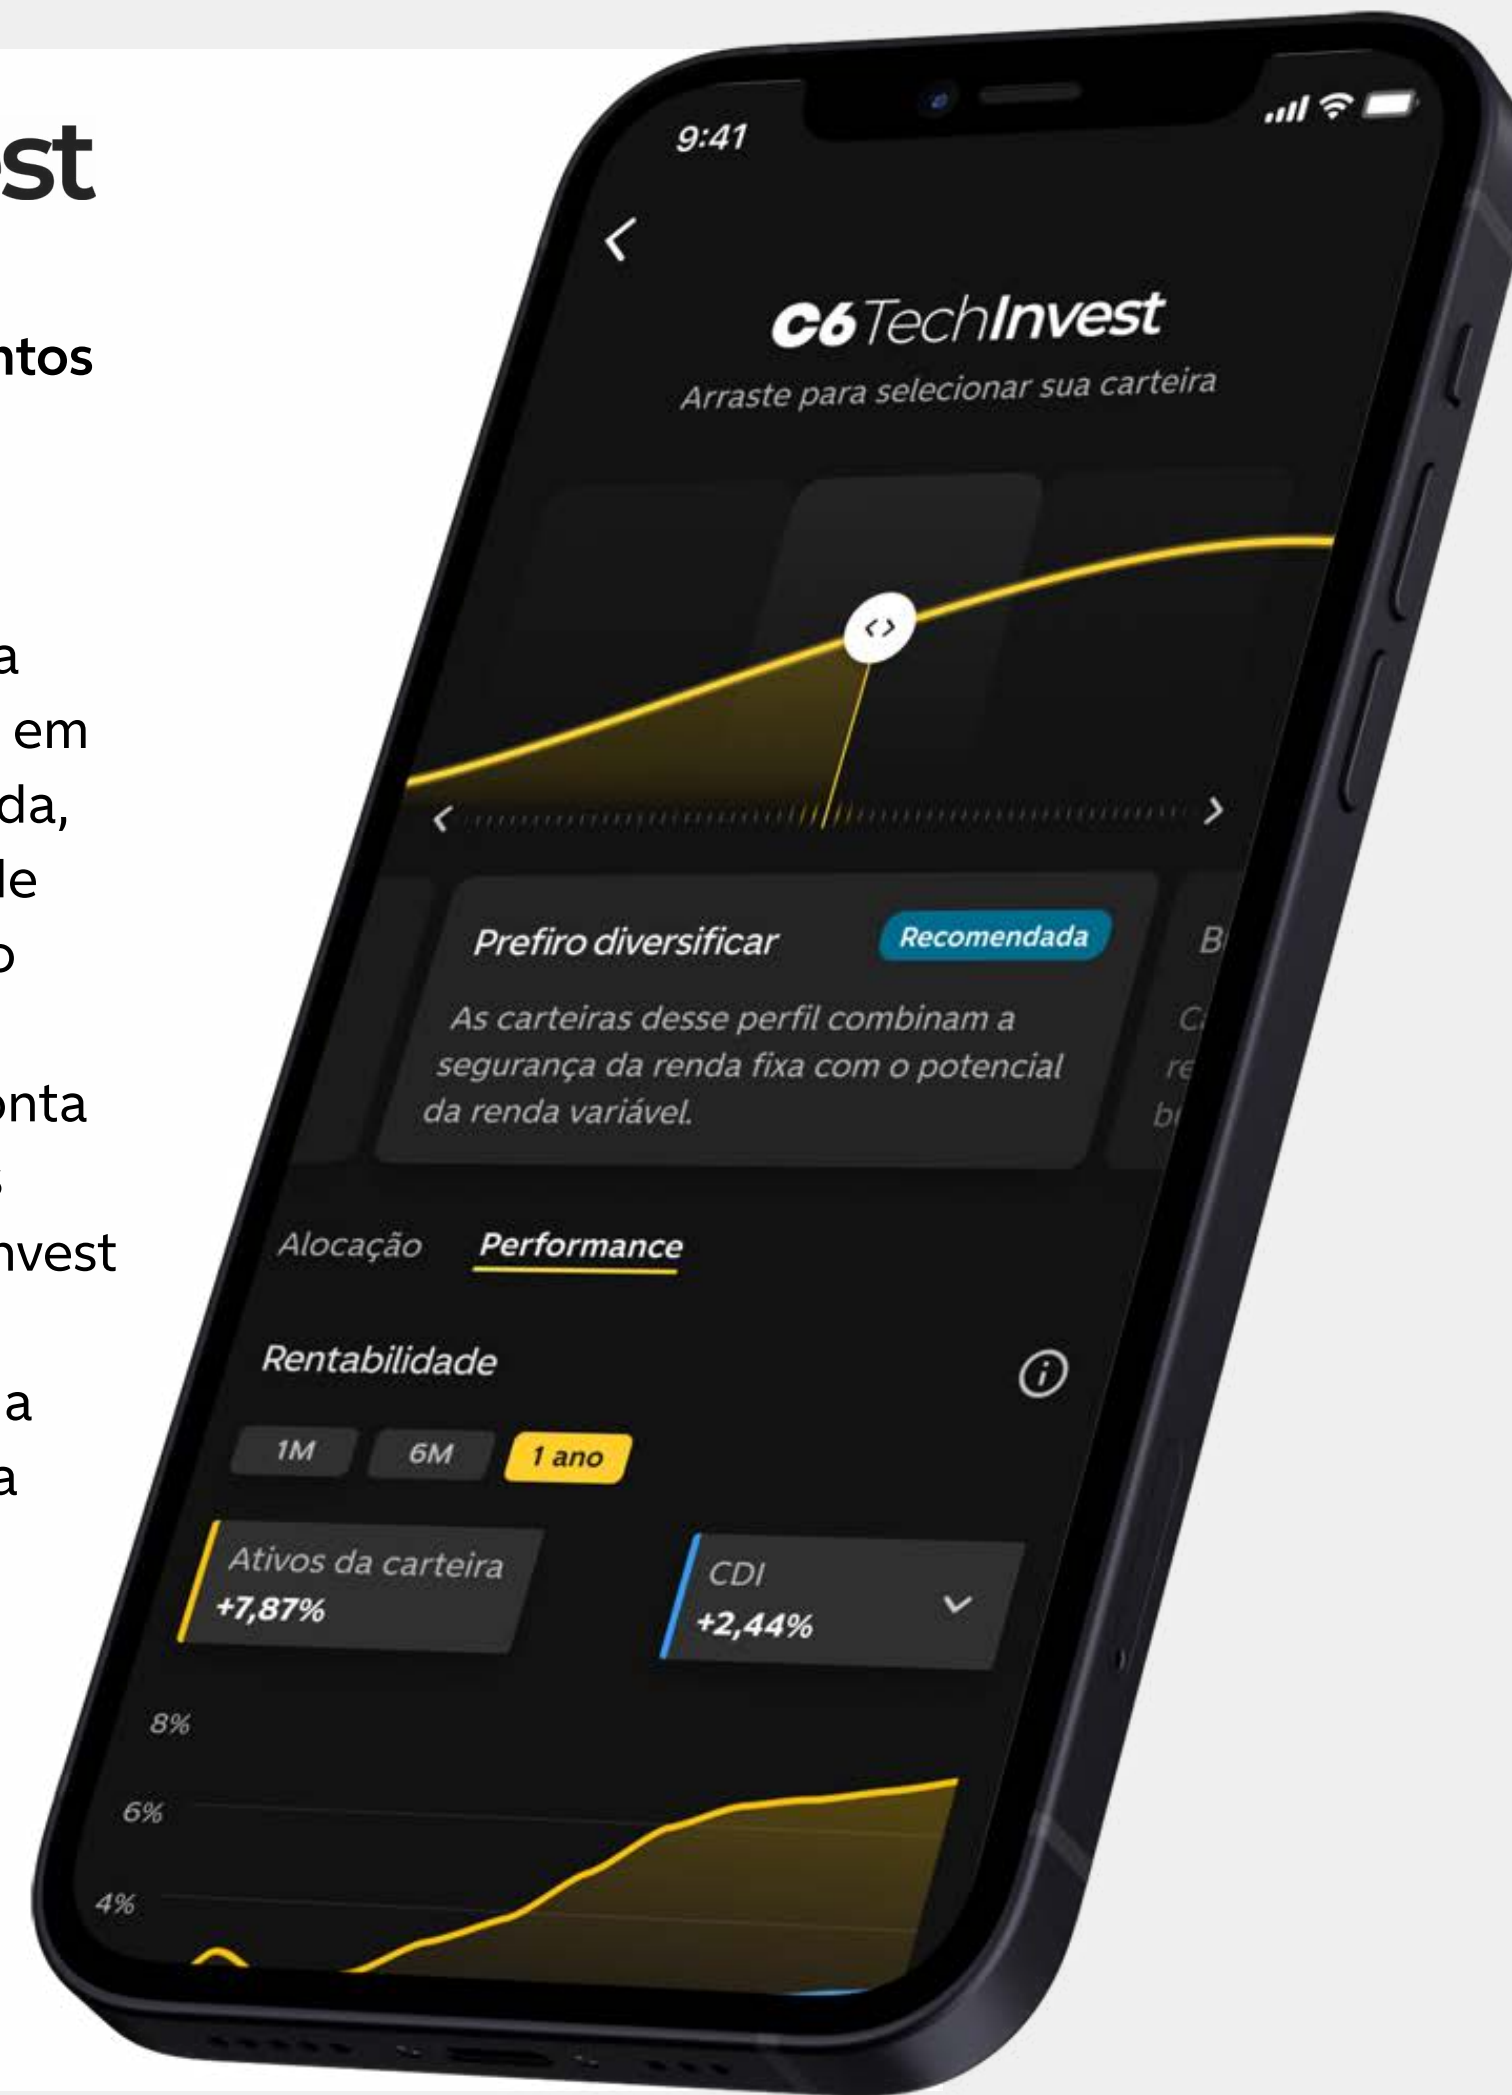 st
ntos
a
em
da,
de
o
onta
s
nvest
a
a
9:41
C6 TechInvest
Arraste para selecionar sua carteira
Prefiro diversificar
Recomendada
As carteiras desse perfil combinam a
segurança da renda fixa com o potencial
da renda variável.
B
C
re
b
Alocação
Performance
Rentabilidade
1M
6M
1 ano
Ativos da carteira
+7,87%
CDI
+2,44%
8%
6%
4%